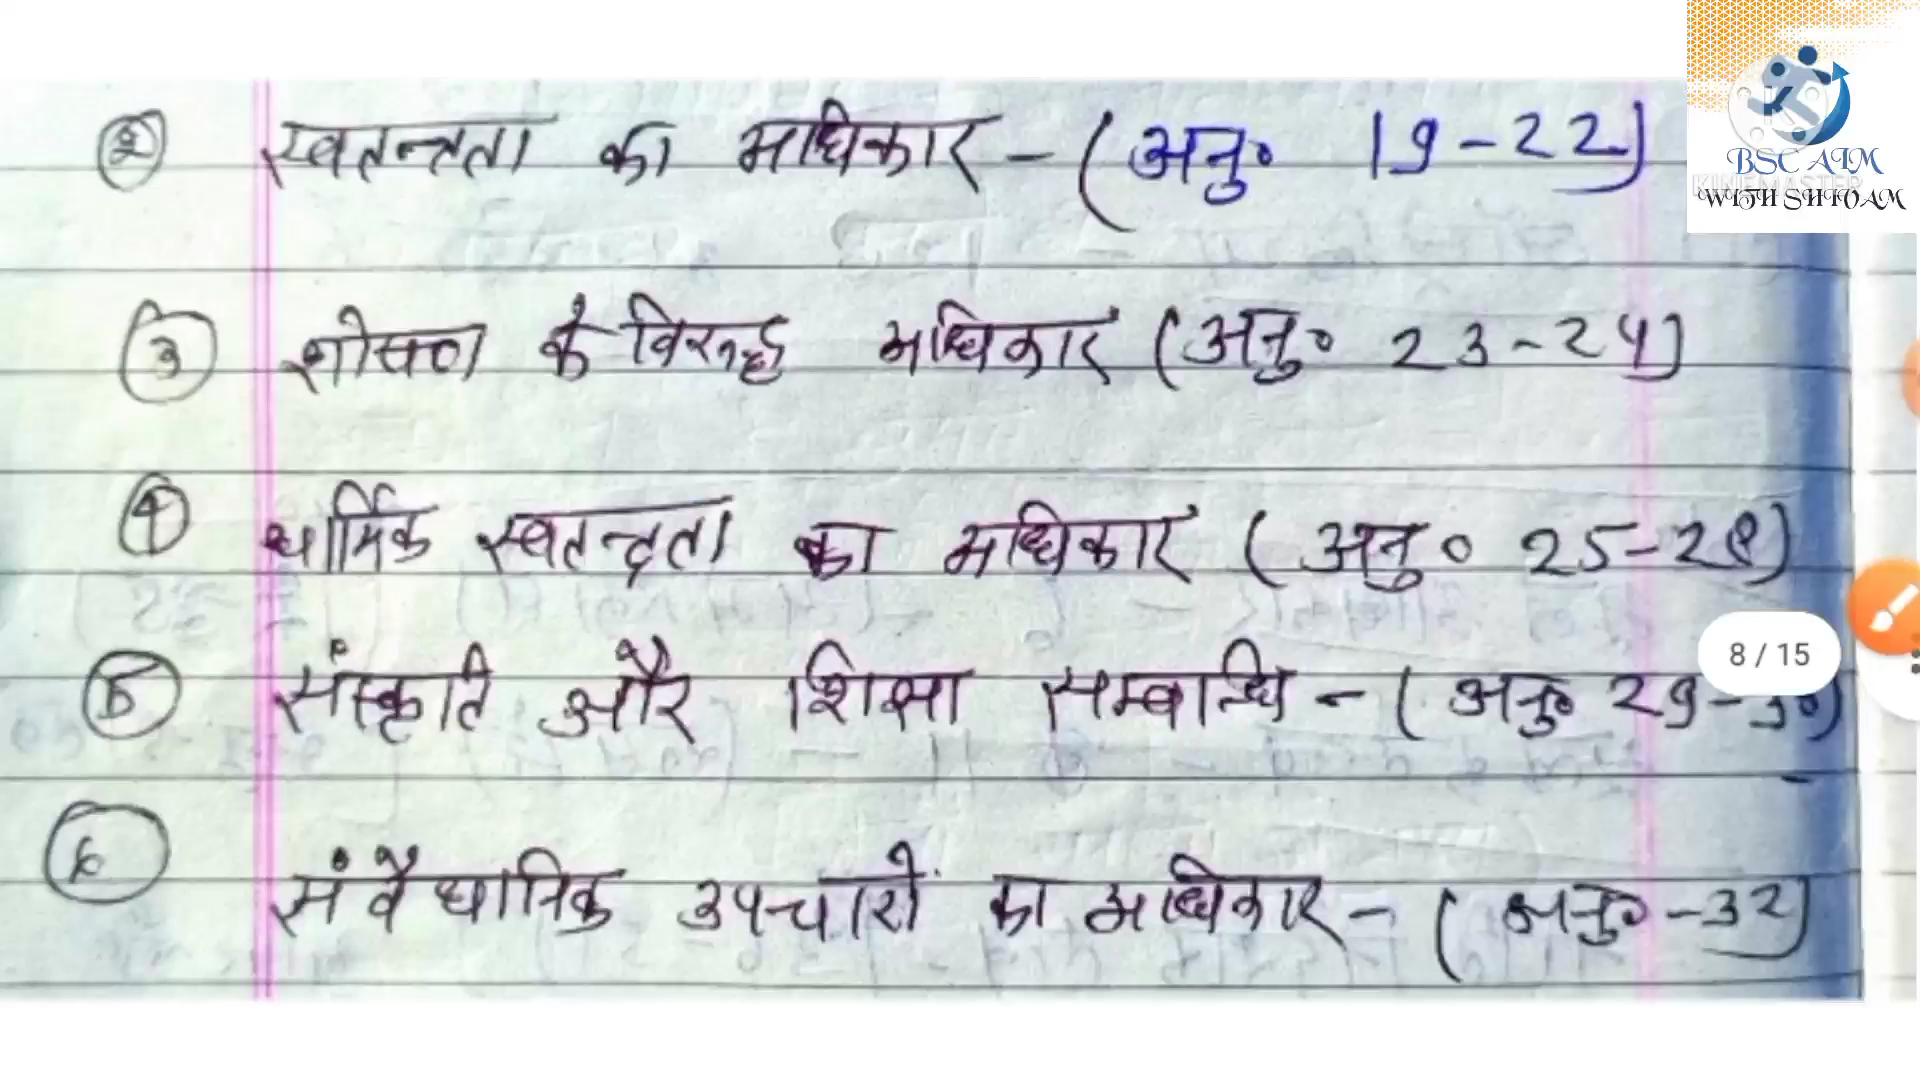 ② स्वतन्त्रता का अधिकार – (अनु० 19-22)
BSC AIM
KINEMASTER
WITH SHIVAM
③ शोसण के विरुद्ध अधिकार (अनु० 23-24)
④ धार्मिक स्वतन्त्रता का अधिकार (अनु० 25-28)
8 / 15
⑤ संस्कृति और शिक्षा सम्बन्धि – (अनु० 29-30)
⑥ संवैधानिक उपचारों का अधिकार – (अनु०-32)